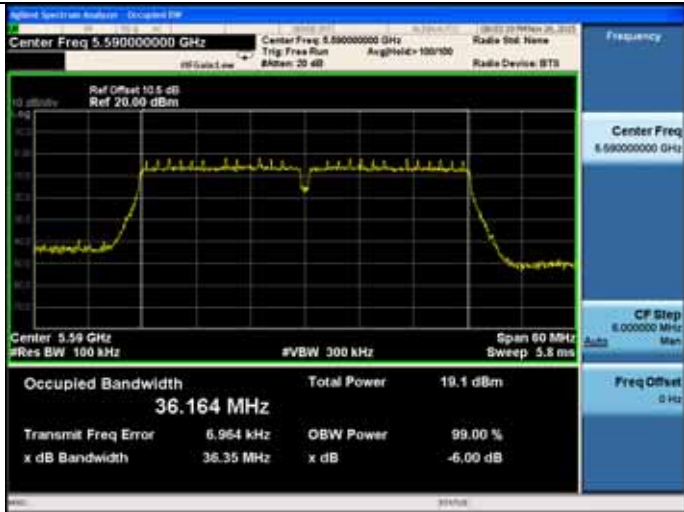 Agilent Spectrum Analyzer - Occupied BW
Center Freq 5.590000000 GHz
Center Freq: 5.590000000 GHz
Trig: Free Run
Avg|Hold:> 100/100
#IFGain:Low
#Atten: 20 dB
Radio Std: None
Radio Device: BTS
Ref Offset 10.5 dB
10 dB/div
Ref 20.00 dBm
Log
Center 5.59 GHz
Span 60 MHz
#Res BW 100 kHz
#VBW 300 kHz
Sweep 5.8 ms
Occupied Bandwidth
Total Power
19.1 dBm
36.164 MHz
Transmit Freq Error
6.964 kHz
OBW Power
99.00 %
x dB Bandwidth
36.35 MHz
x dB
-6.00 dB
Frequency
Center Freq
5.590000000 GHz
CF Step
6.000000 MHz
Auto
Man
Freq Offset
0 Hz
MSG
STATUS